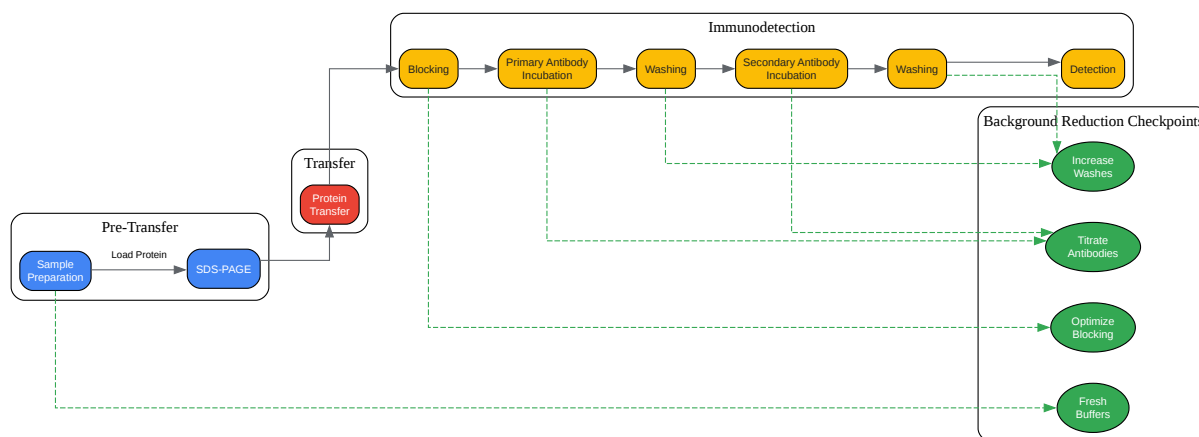 Immunodetection
Blocking
Primary Antibody
Incubation
Washing
Secondary Antibody
Incubation
Washing
Detection
Background Reduction Checkpoints
Increase
Washes
Transfer
Protein
Transfer
Pre-Transfer
Sample
Preparation
Load Protein
SDS-PAGE
Titrate
Antibodies
Optimize
Blocking
Fresh
Buffers